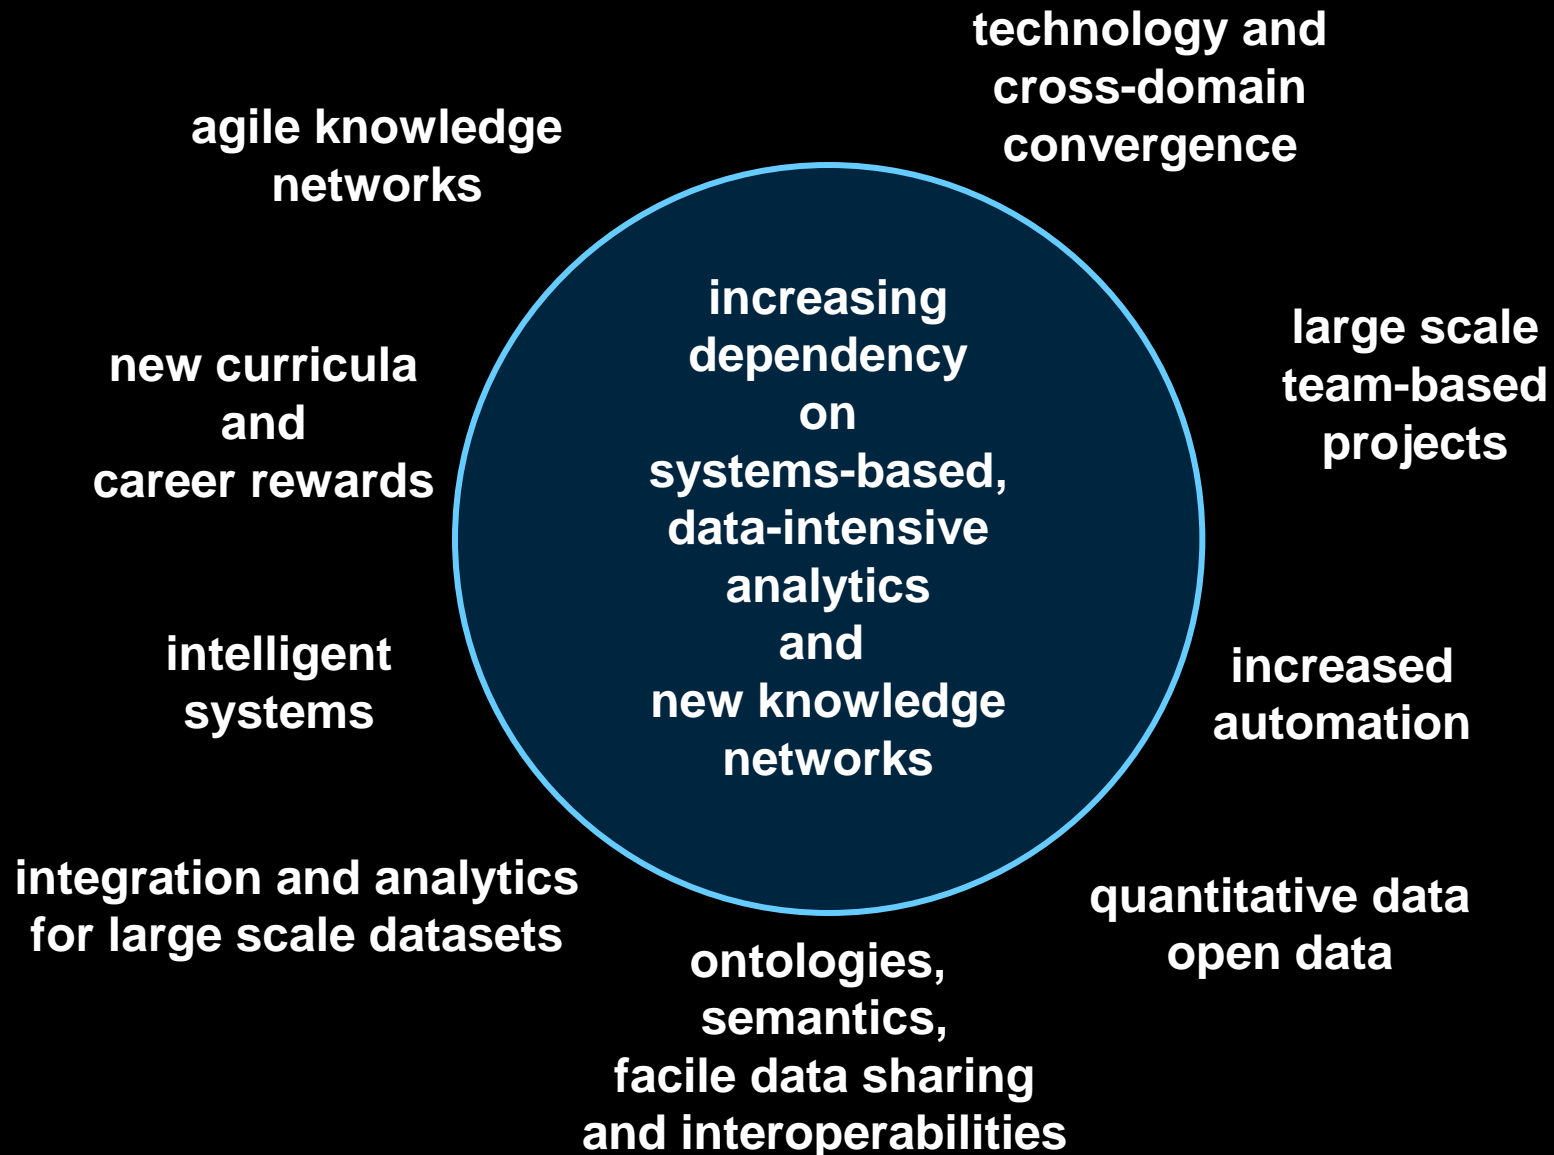 technology and
cross-domain
convergence
agile knowledge
networks
increasing
dependency
on
systems-based,
data-intensive
analytics
and
new knowledge
networks
large scale
team-based
projects
new curricula
and
career rewards
intelligent
systems
increased
automation
integration and analytics
for large scale datasets
quantitative data
open data
ontologies,
semantics,
facile data sharing
and interoperabilities